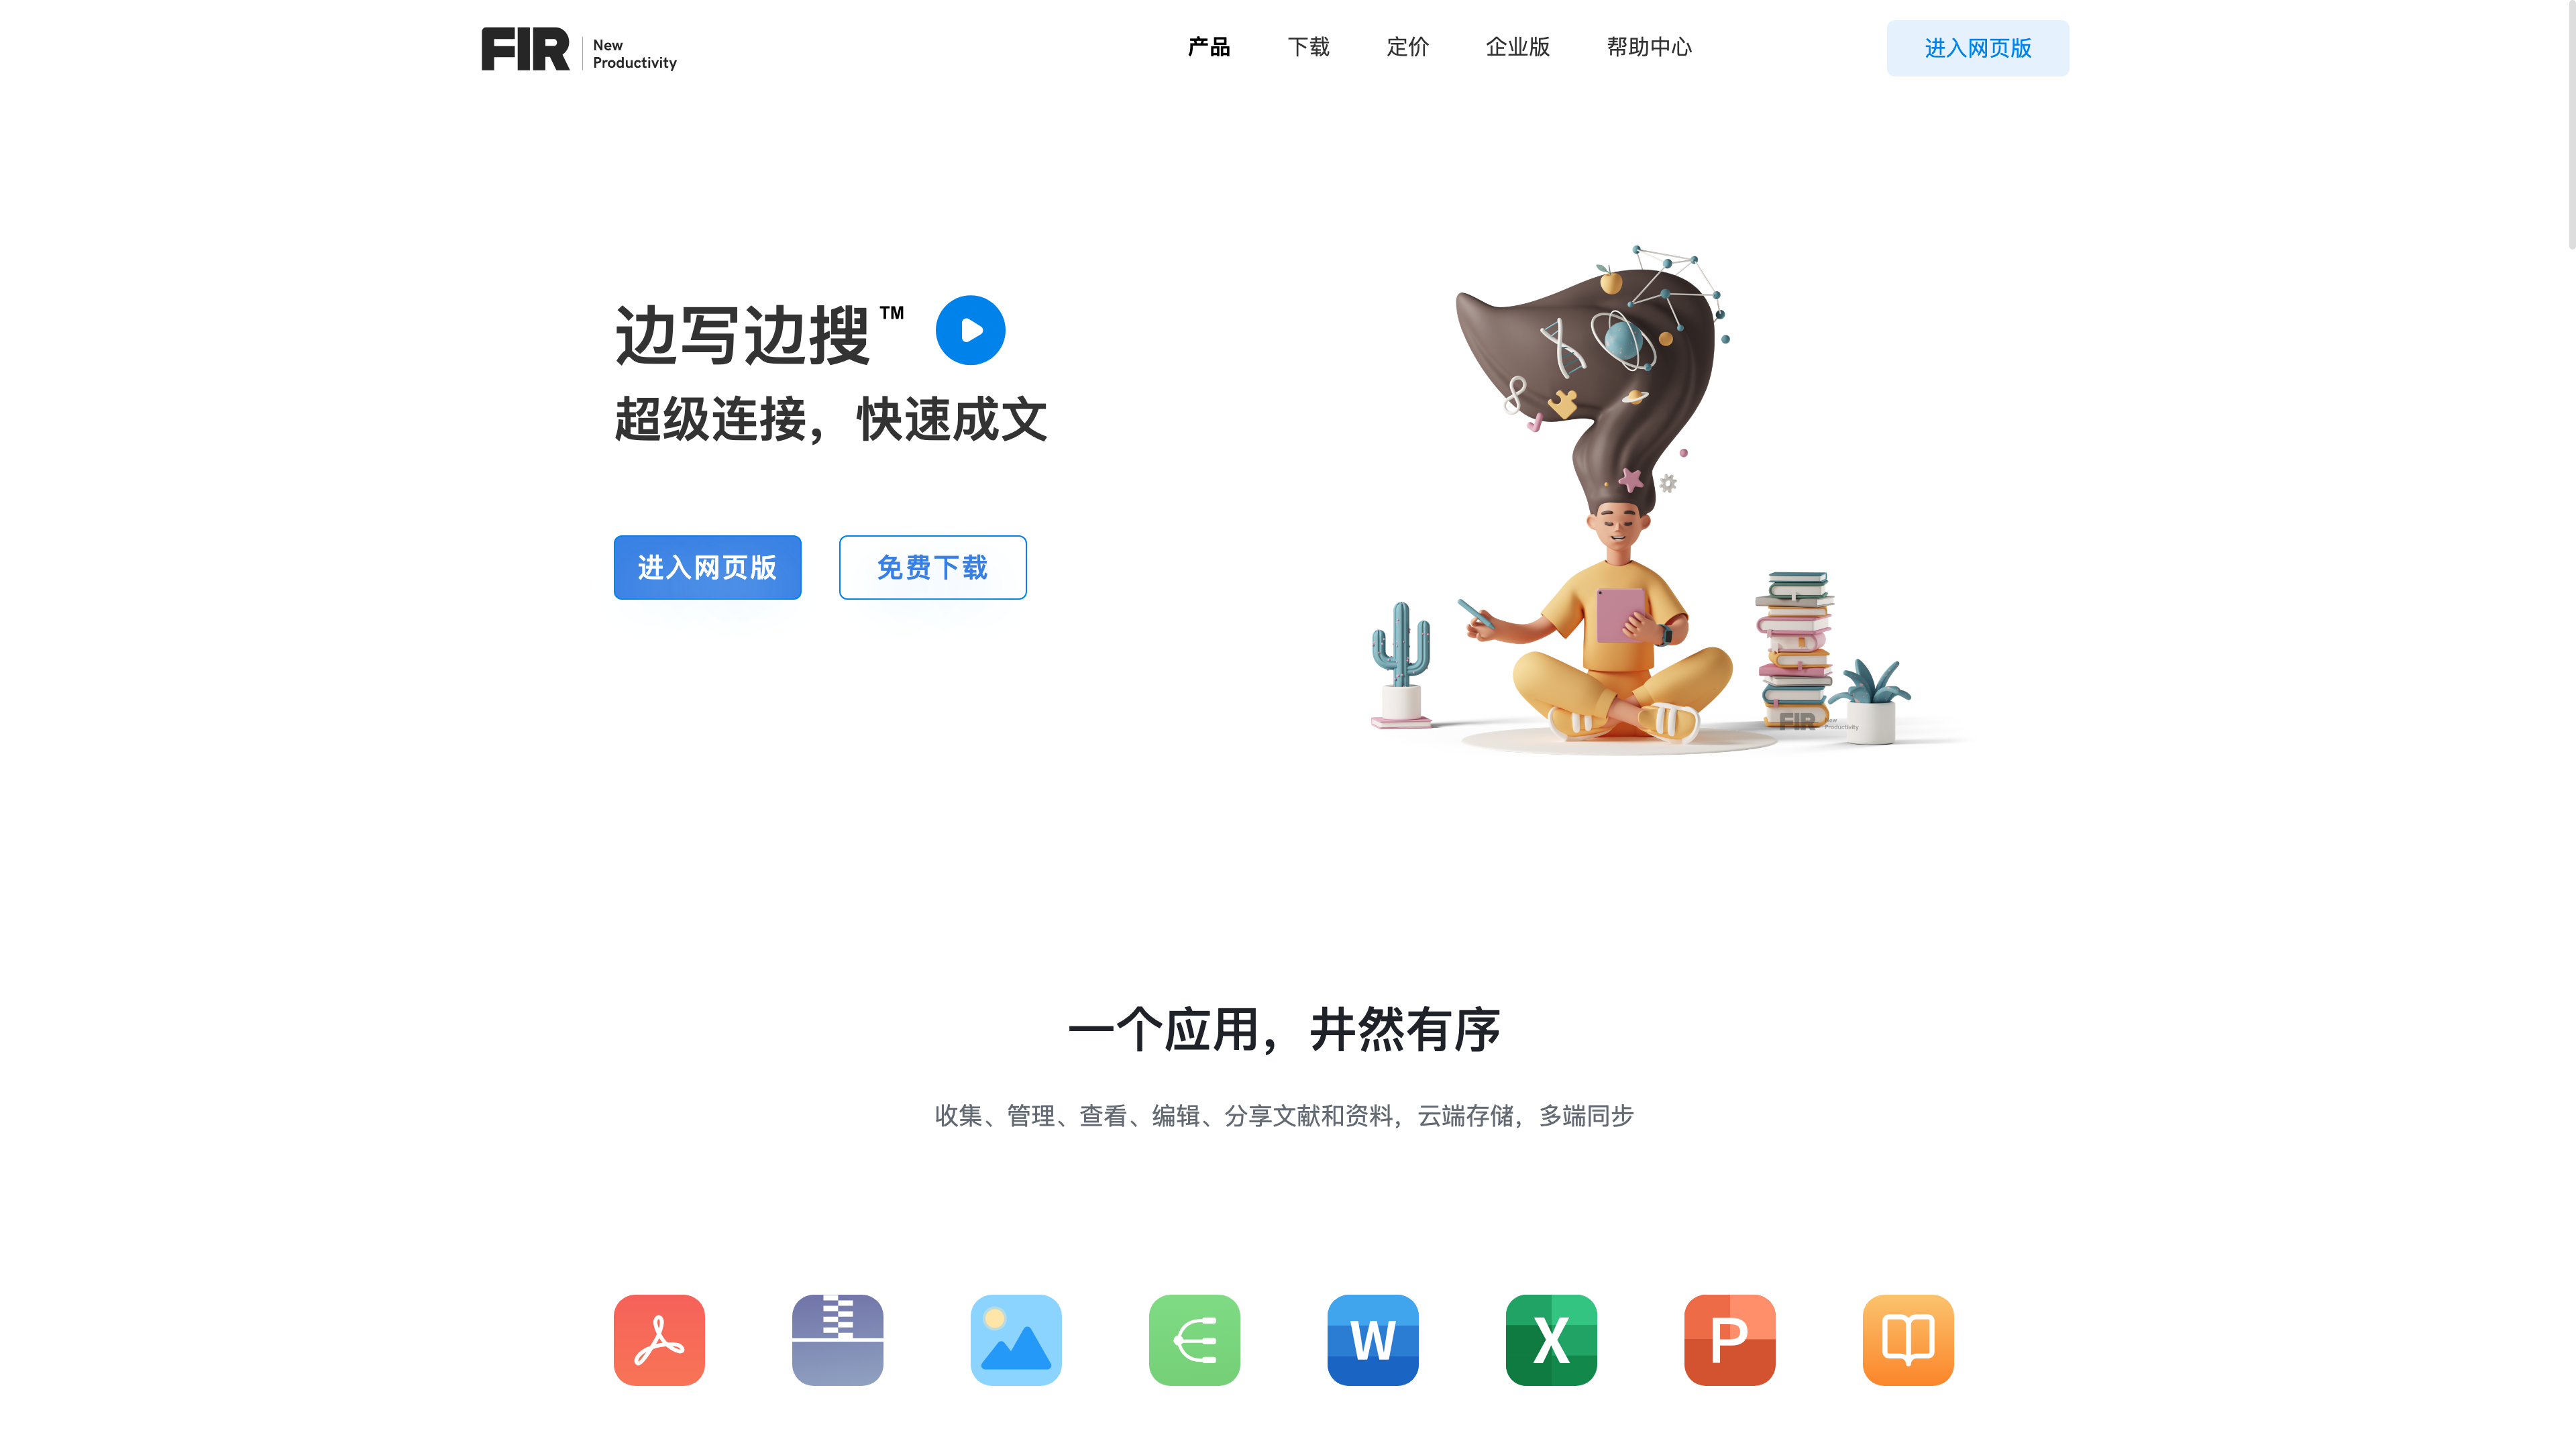 FIR New Productivity
产品 下载 定价 企业版 帮助中心 进入网页版
边写边搜™
超级连接，快速成文
进入网页版 免费下载
FIR New Productivity
一个应用，井然有序
收集、管理、查看、编辑、分享文献和资料，云端存储，多端同步
W X P